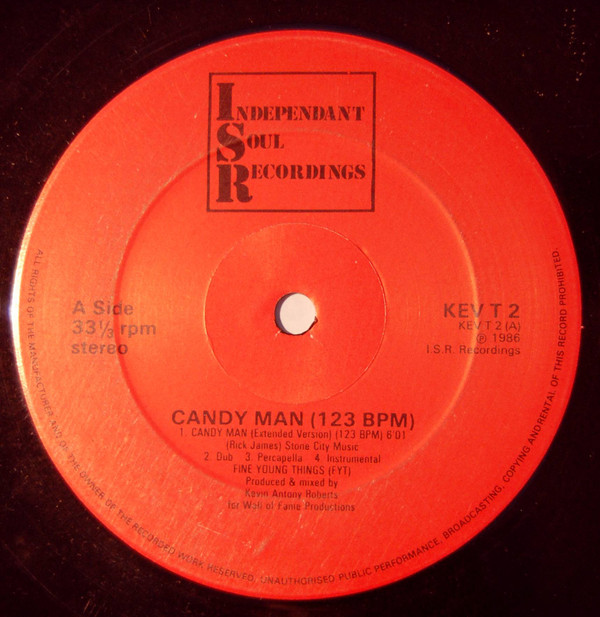 INDEPENDANT
SOUL
RECORDINGS
A Side
33⅓ rpm
stereo
KEV T 2
KEV T 2 (A)
℗ 1986
I.S.R. Recordings
CANDY MAN (123 BPM)
1. CANDY MAN (Extended Version) (123 BPM) 6'01
(Rick James) Stone City Music
2. Dub 3. Percapella 4. Instrumental
FINE YOUNG THINGS (FYT)
Produced & mixed by
Kevin Antony Roberts
for Wall of Fame Productions
ALL RIGHTS OF THE MANUFACTURER AND OF THE OWNER OF THE RECORDED WORK RESERVED. UNAUTHORISED PUBLIC PERFORMANCE, BROADCASTING, COPYING AND RENTAL OF THIS RECORD PROHIBITED.